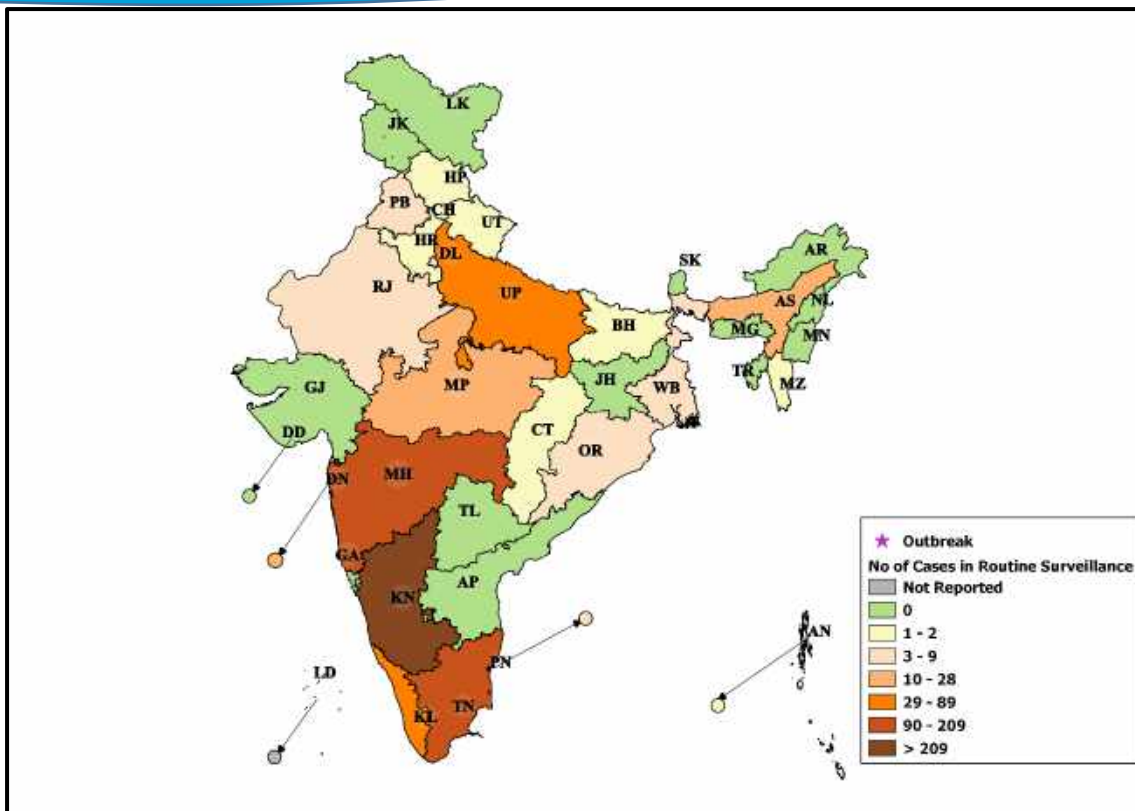 LK
JK
HP
PB
CH
UT
HR
DL
AR
SK
RJ
UP
AS
NL
BH
MG
MN
TR
MZ
GJ
MP
JH
WB
DD
CT
OR
DN
MH
TL
GA
AP
KN
AN
PN
LD
KL
TN
Outbreak
No of Cases in Routine Surveillance
Not Reported
0
1 - 2
3 - 9
10 - 28
29 - 89
90 - 209
> 209